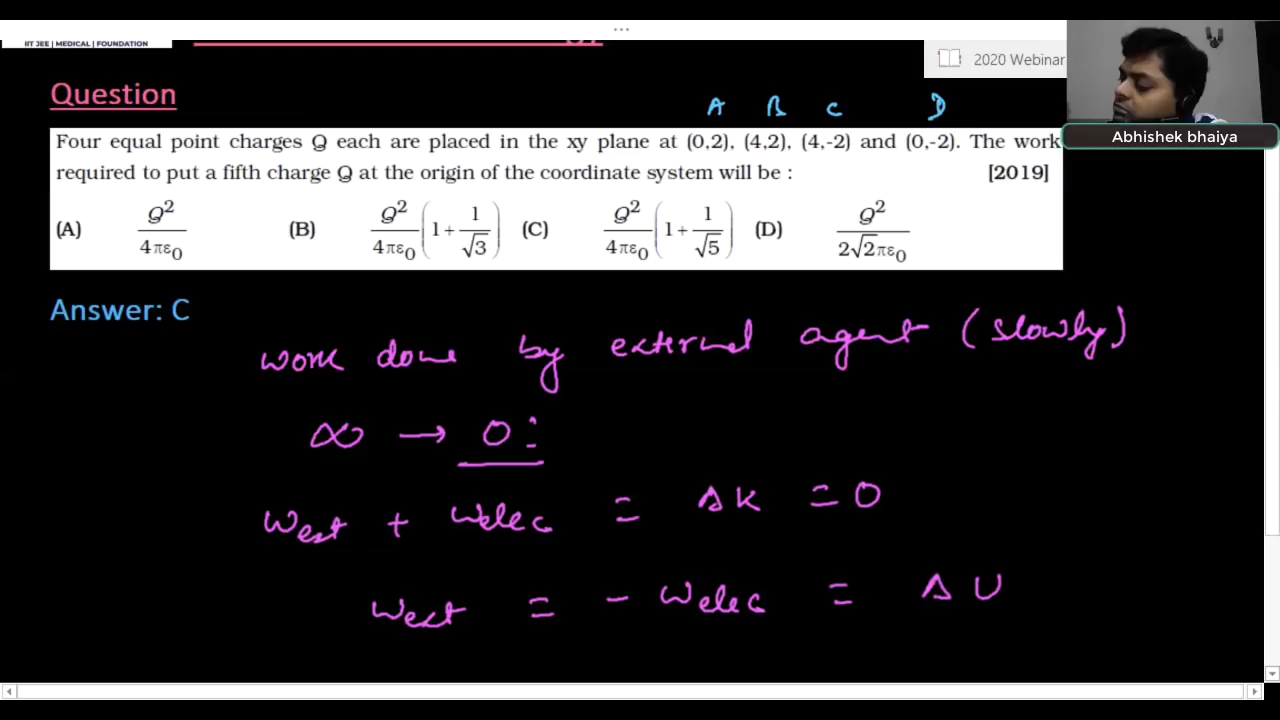 IIT JEE | MEDICAL | FOUNDATION
2020 Webinar
Question
A B C D
Abhishek bhaiya
Four equal point charges Q each are placed in the xy plane at (0,2), (4,2), (4,-2) and (0,-2). The work
required to put a fifth charge Q at the origin of the coordinate system will be : [2019]
(A) Q²/4πε₀ (B) Q²/4πε₀ (1 + 1/√3) (C) Q²/4πε₀ (1 + 1/√5) (D) Q²/2√2πε₀
Answer: C
work done by external agent (slowly)
∞ → O :
West + Welec = ΔK = 0
Wext = - Welec = ΔU